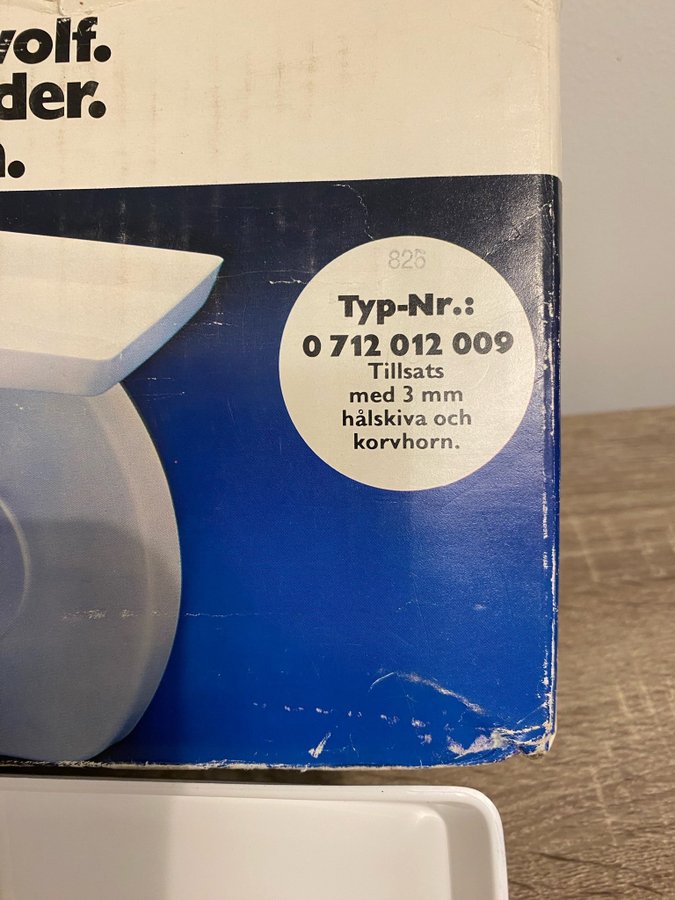 wolf.
der.
n.
826
Typ-Nr.:
0 712 012 009
Tillsats
med 3 mm
hålskiva och
korvhorn.